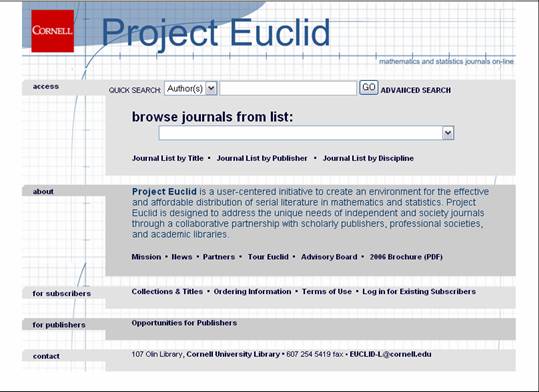 CORNELL
Project Euclid
mathematics and statistics journals on-line
access
QUICK SEARCH: Author(s) GO ADVANCED SEARCH
browse journals from list:
Journal List by Title • Journal List by Publisher • Journal List by Discipline
about
Project Euclid is a user-centered initiative to create an environment for the effective
and affordable distribution of serial literature in mathematics and statistics. Project
Euclid is designed to address the unique needs of independent and society journals
through a collaborative partnership with scholarly publishers, professional societies,
and academic libraries.
Mission • News • Partners • Tour Euclid • Advisory Board • 2006 Brochure (PDF)
for subscribers
Collections & Titles • Ordering Information • Terms of Use • Log in for Existing Subscribers
for publishers
Opportunities for Publishers
contact
107 Olin Library, Cornell University Library • 607 254 5419 fax • EUCLID-L@cornell.edu